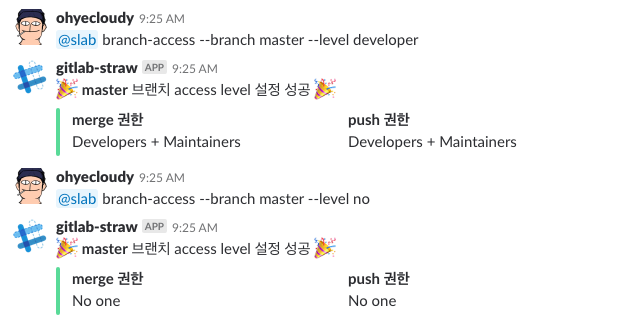 ohyecloudy 9:25 AM
@slab branch-access --branch master --level developer
gitlab-straw APP 9:25 AM
🎉 master 브랜치 access level 설정 성공 🎉
merge 권한 push 권한
Developers + Maintainers Developers + Maintainers
ohyecloudy 9:25 AM
@slab branch-access --branch master --level no
gitlab-straw APP 9:25 AM
🎉 master 브랜치 access level 설정 성공 🎉
merge 권한 push 권한
No one No one